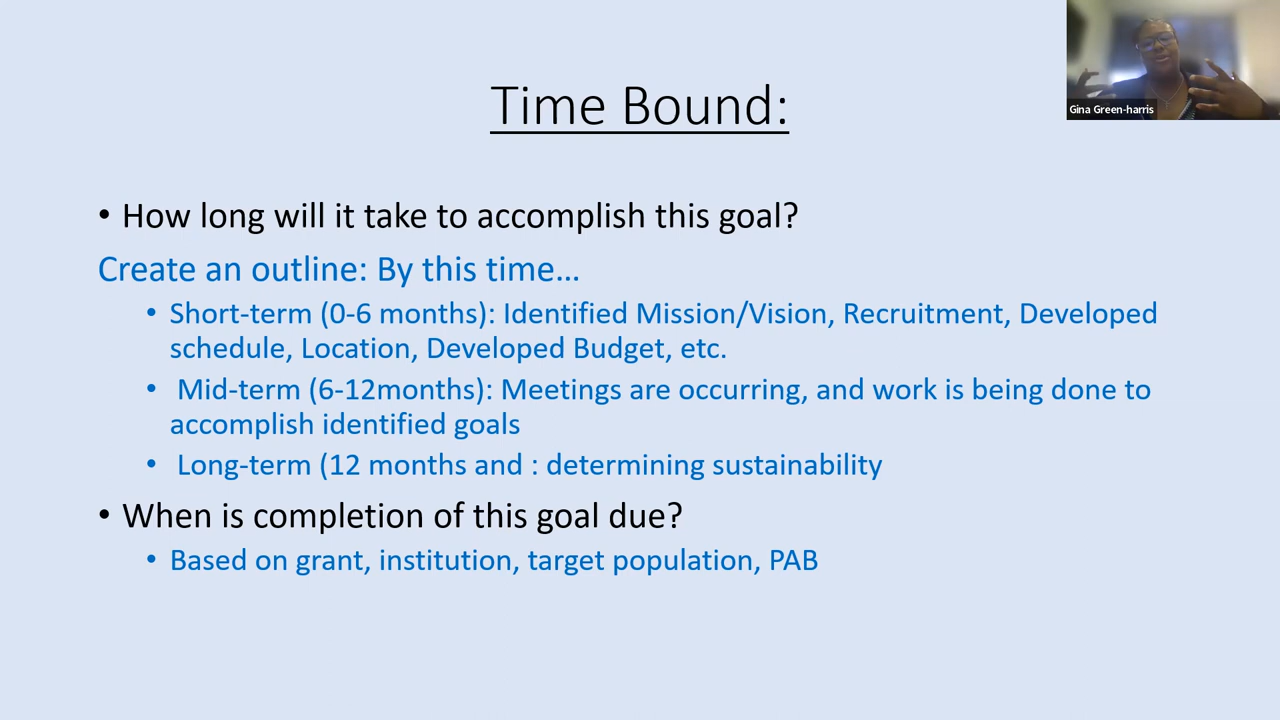 Time Bound:
Gina Green-harris
• How long will it take to accomplish this goal?
Create an outline: By this time…
• Short-term (0-6 months): Identified Mission/Vision, Recruitment, Developed
schedule, Location, Developed Budget, etc.
• Mid-term (6-12months): Meetings are occurring, and work is being done to
accomplish identified goals
• Long-term (12 months and : determining sustainability
• When is completion of this goal due?
• Based on grant, institution, target population, PAB